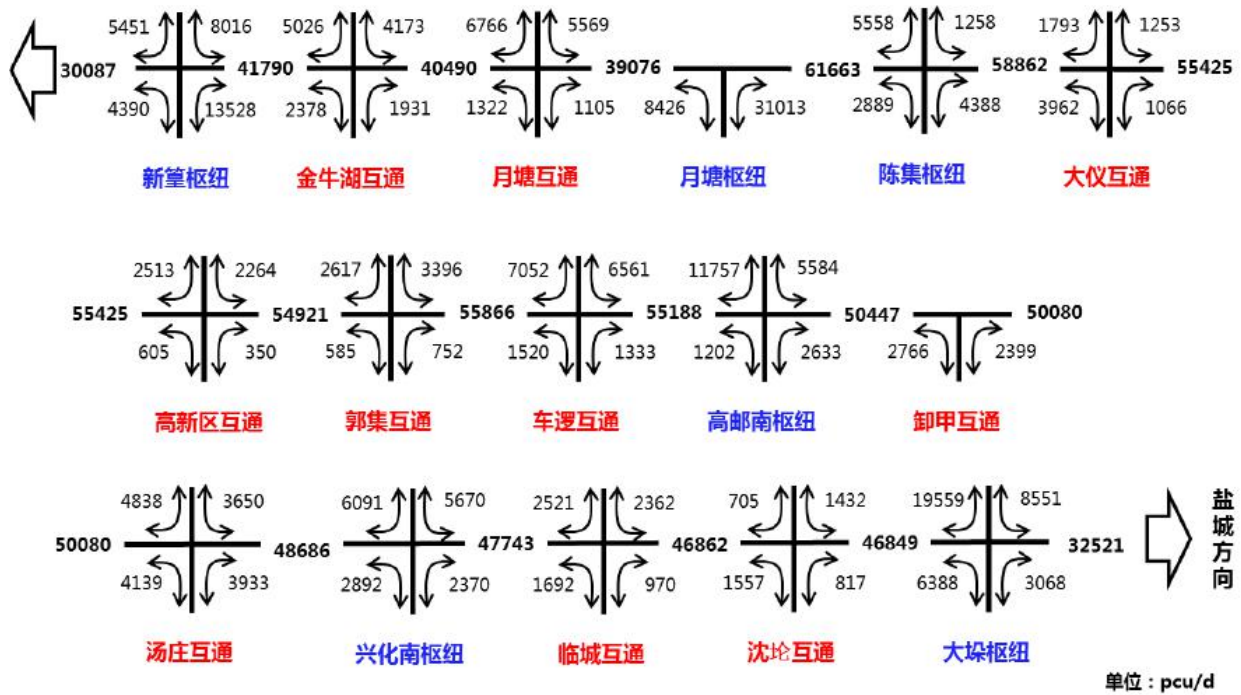 5451 8016 5026 4173 6766 5569 5558 1258 1793 1253
30087 41790 40490 39076 61663 58862 55425
4390 13528 2378 1931 1322 1105 8426 31013 2889 4388 3962 1066
新篁枢纽 金牛湖互通 月塘互通 月塘枢纽 陈集枢纽 大仪互通
2513 2264 2617 3396 7052 6561 11757 5584
55425 54921 55866 55188 50447 50080
605 350 585 752 1520 1333 1202 2633 2766 2399
高新区互通 郭集互通 车逻互通 高邮南枢纽 卸甲互通
4838 3650 6091 5670 2521 2362 705 1432 19559 8551
50080 48686 47743 46862 46849 32521
4139 3933 2892 2370 1692 970 1557 817 6388 3068
汤庄互通 兴化南枢纽 临城互通 沈坨互通 大垛枢纽
盐城方向
单位：pcu/d